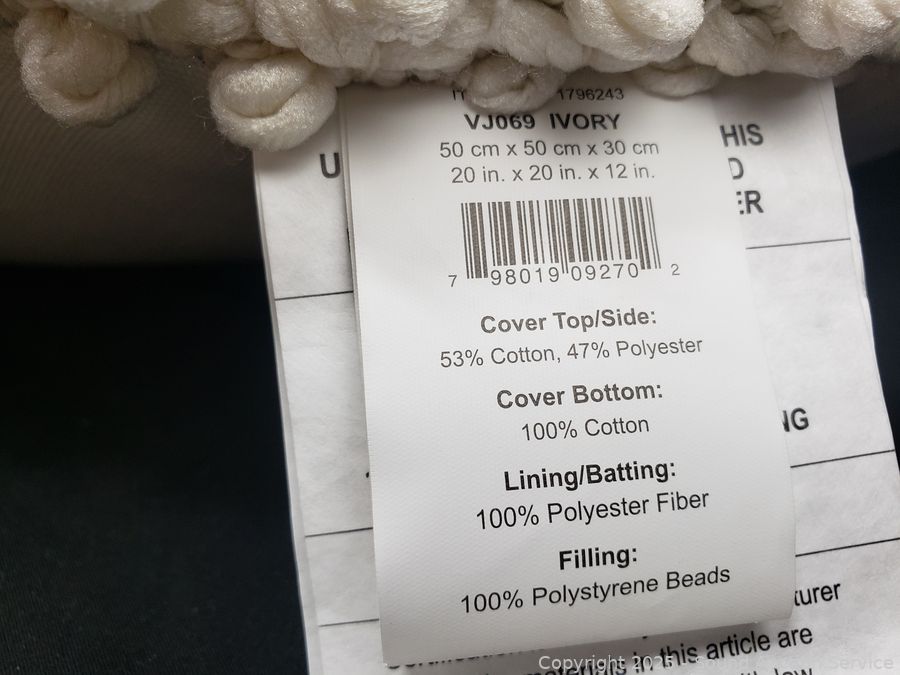 1796243
VJ069 IVORY
50 cm x 50 cm x 30 cm
20 in. x 20 in. x 12 in.
7 98019 09270 2
Cover Top/Side:
53% Cotton, 47% Polyester
Cover Bottom:
100% Cotton
Lining/Batting:
100% Polyester Fiber
Filling:
100% Polystyrene Beads
U
HIS
D
ER
NG
turer
in this article are
Copyright
Service